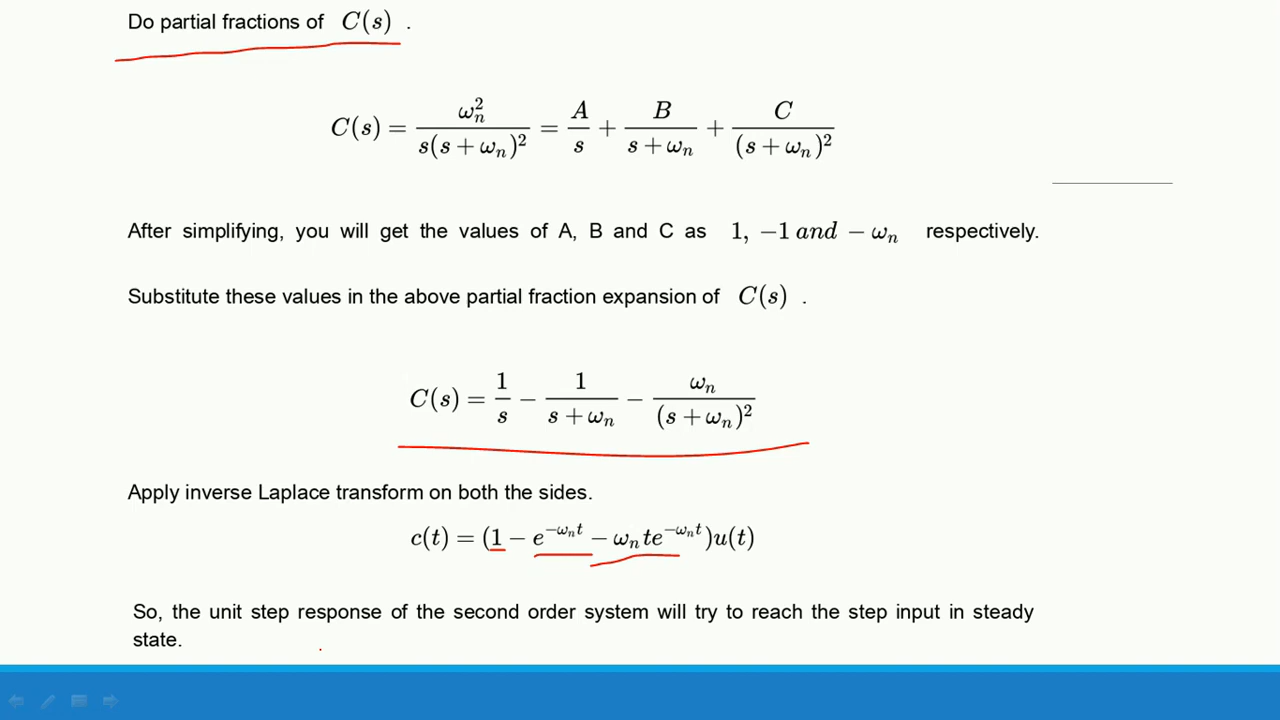 Do partial fractions of C(s) .
C(s) = ω_n^2 / s(s + ω_n)^2 = A/s + B/(s + ω_n) + C/(s + ω_n)^2
After simplifying, you will get the values of A, B and C as 1, −1 and − ω_n respectively.
Substitute these values in the above partial fraction expansion of C(s) .
C(s) = 1/s − 1/(s + ω_n) − ω_n/(s + ω_n)^2
Apply inverse Laplace transform on both the sides.
c(t) = (1 − e^{−ω_n t} − ω_n te^{−ω_n t})u(t)
So, the unit step response of the second order system will try to reach the step input in steady
state.